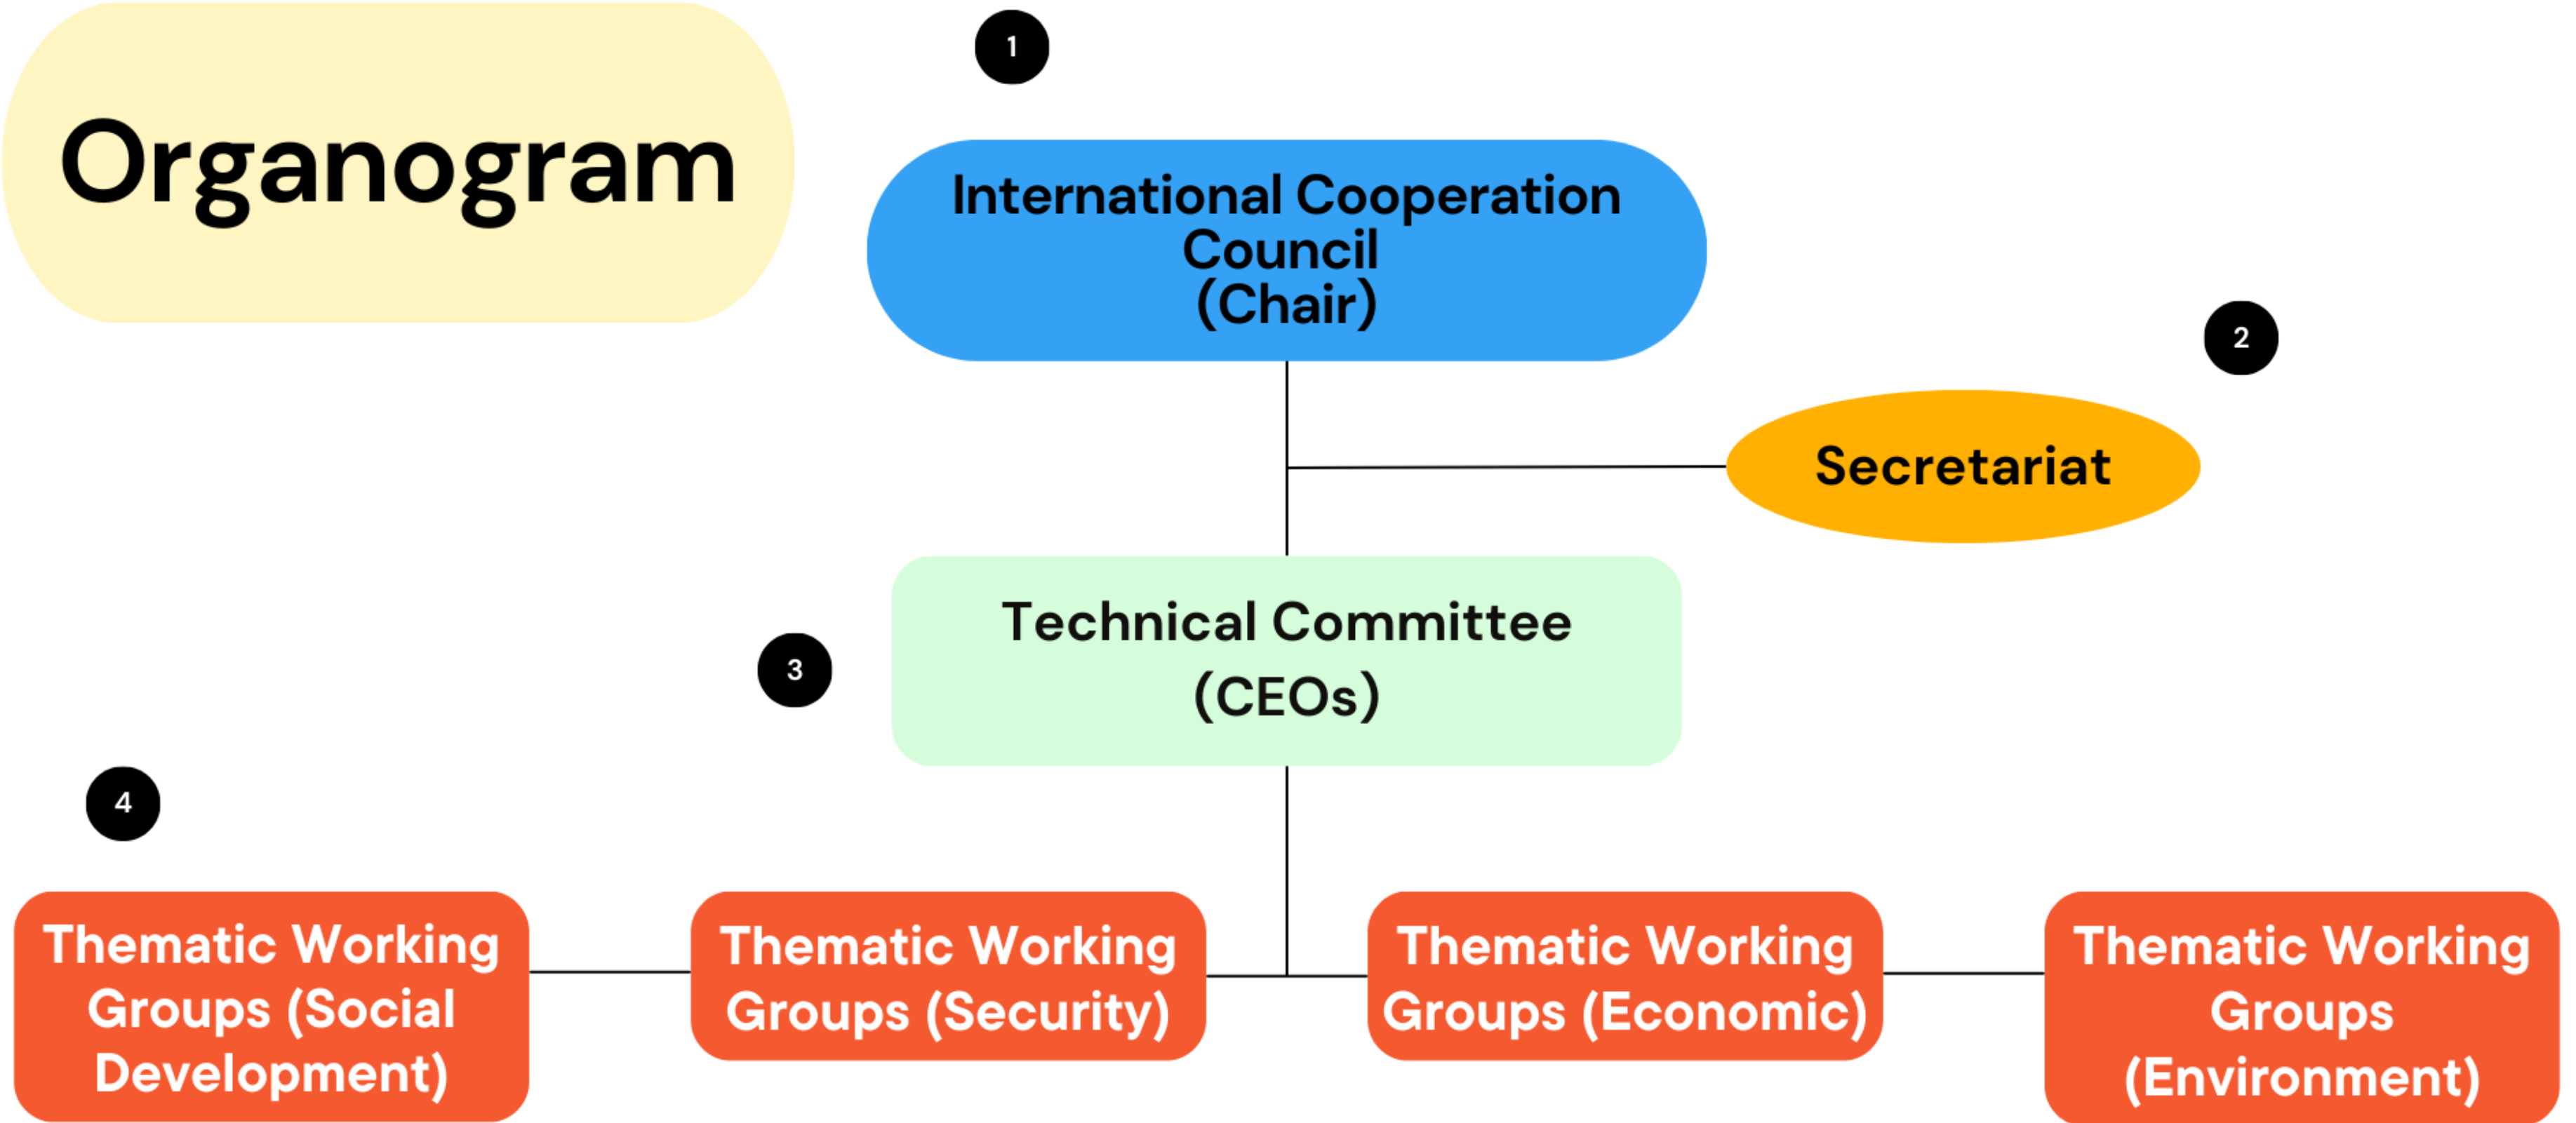 Organogram
1
International Cooperation
Council
(Chair)
2
Secretariat
3
Technical Committee
(CEOs)
4
Thematic Working
Groups (Social
Development)
Thematic Working
Groups (Security)
Thematic Working
Groups (Economic)
Thematic Working
Groups
(Environment)